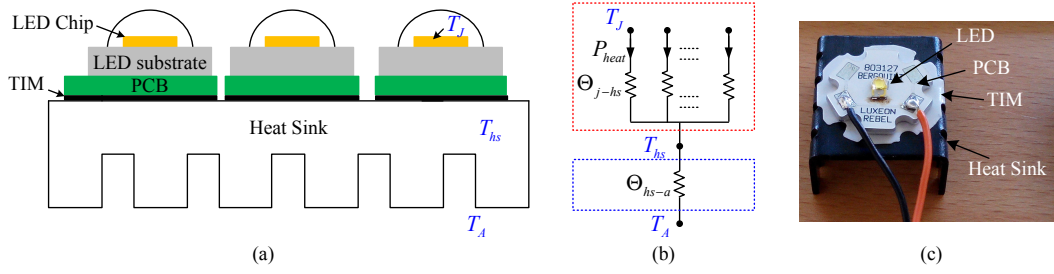 LED Chip
T_J
LED substrate
TIM
PCB
Heat Sink
T_hs
T_A
(a)
T_J
P_heat
Θ_j-hs
T_hs
Θ_hs-a
T_A
(b)
803127
BERGQUIST
LUXEON
REBEL
LED
PCB
TIM
Heat Sink
(c)